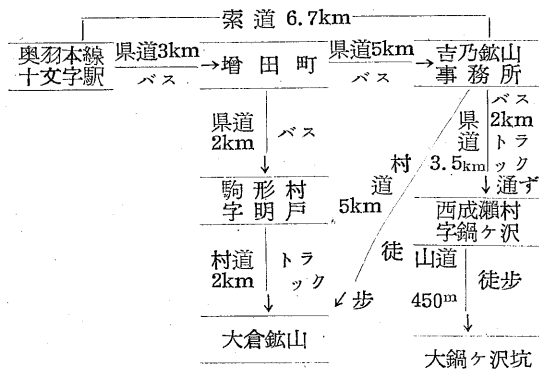 索道 6.7km
奥羽本線
十文字駅
県道3km
バス
増田町
県道5km
バス
吉乃鉱山
事務所
県道
2km
バス
駒形村
字明戸
村道
2km
トラック
大倉鉱山
村道
5km
徒歩
県道
3.5km
バス
2km
トラック
通ず
西成瀬村
字鍋ケ沢
山道
450m
徒歩
大鍋ケ沢坑